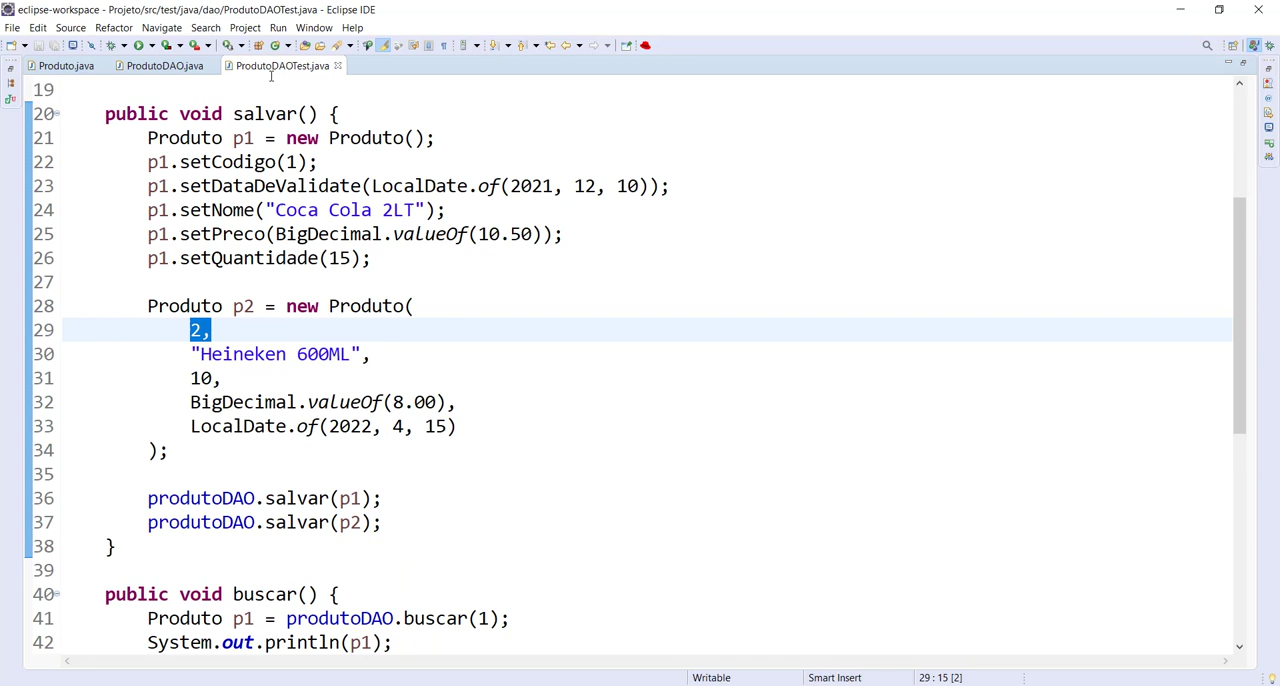 eclipse-workspace - Projeto/src/test/java/dao/ProdutoDAOTest.java - Eclipse IDE
File Edit Source Refactor Navigate Search Project Run Window Help
Produto.java ProdutoDAO.java ProdutoDAOTest.java
19
20 public void salvar() {
21 Produto p1 = new Produto();
22 p1.setCodigo(1);
23 p1.setDataDeValidate(LocalDate.of(2021, 12, 10));
24 p1.setNome("Coca Cola 2LT");
25 p1.setPreco(BigDecimal.valueOf(10.50));
26 p1.setQuantidade(15);
27
28 Produto p2 = new Produto(
29 2,
30 "Heineken 600ML",
31 10,
32 BigDecimal.valueOf(8.00),
33 LocalDate.of(2022, 4, 15)
34 );
35
36 produtoDAO.salvar(p1);
37 produtoDAO.salvar(p2);
38 }
39
40 public void buscar() {
41 Produto p1 = produtoDAO.buscar(1);
42 System.out.println(p1);
Writable Smart Insert 29 : 15 [2]